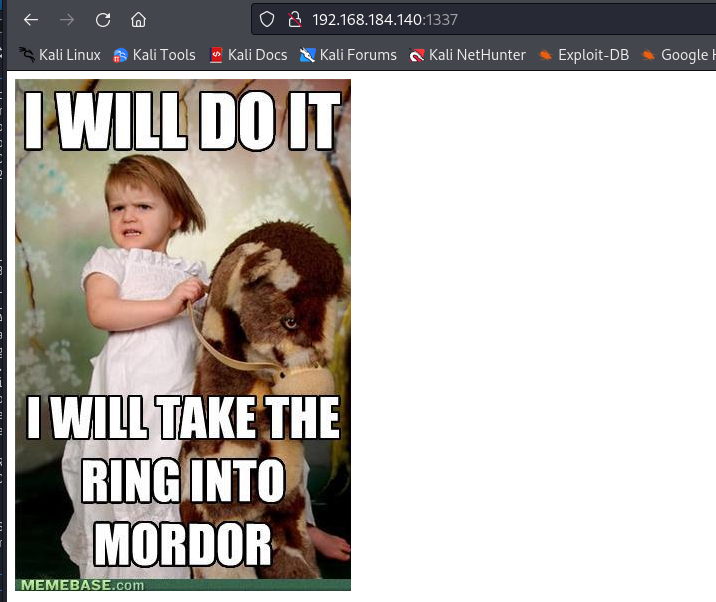 192.168.184.140:1337
Kali Linux Kali Tools Kali Docs Kali Forums Kali NetHunter Exploit-DB Google
I WILL DO IT
I WILL TAKE THE
RING INTO
MORDOR
MEMEBASE.com